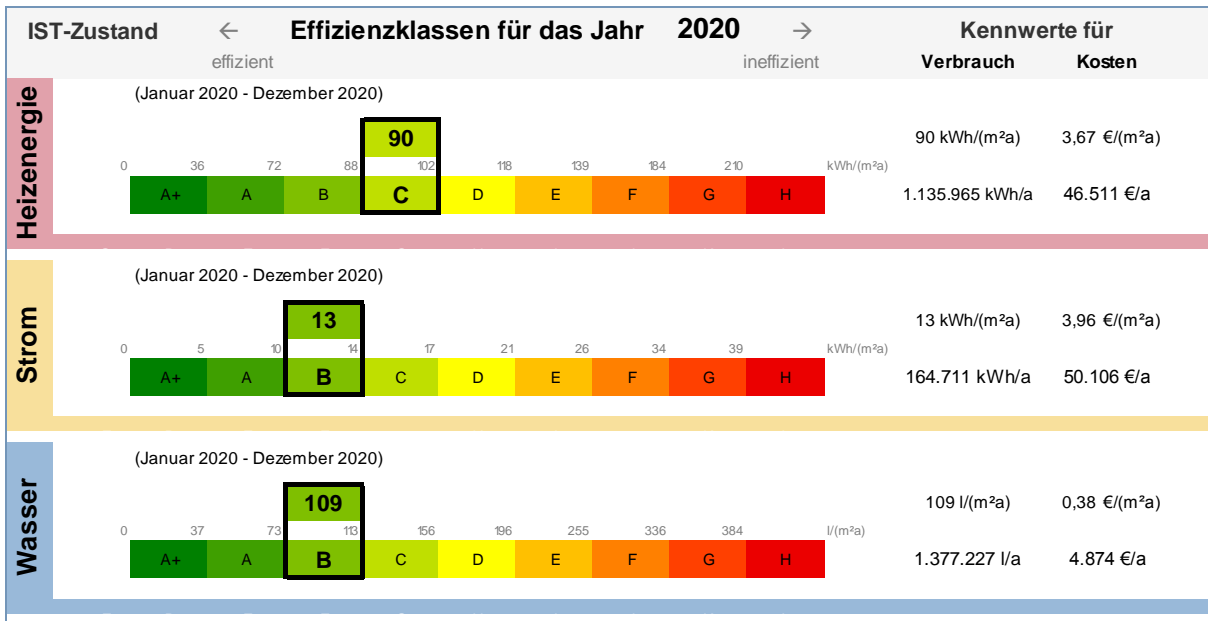 IST-Zustand ← Effizienzklassen für das Jahr 2020 → Kennwerte für
effizient ineffizient Verbrauch Kosten
Heizenergie
(Januar 2020 - Dezember 2020)
90 90 kWh/(m²a) 3,67 €/(m²a)
0 36 72 88 102 118 139 184 210 kWh/(m²a)
A+ A B C D E F G H 1.135.965 kWh/a 46.511 €/a
Strom
(Januar 2020 - Dezember 2020)
13 13 kWh/(m²a) 3,96 €/(m²a)
0 5 10 14 17 21 26 34 39 kWh/(m²a)
A+ A B C D E F G H 164.711 kWh/a 50.106 €/a
Wasser
(Januar 2020 - Dezember 2020)
109 109 l/(m²a) 0,38 €/(m²a)
0 37 73 113 156 196 255 336 384 l/(m²a)
A+ A B C D E F G H 1.377.227 l/a 4.874 €/a